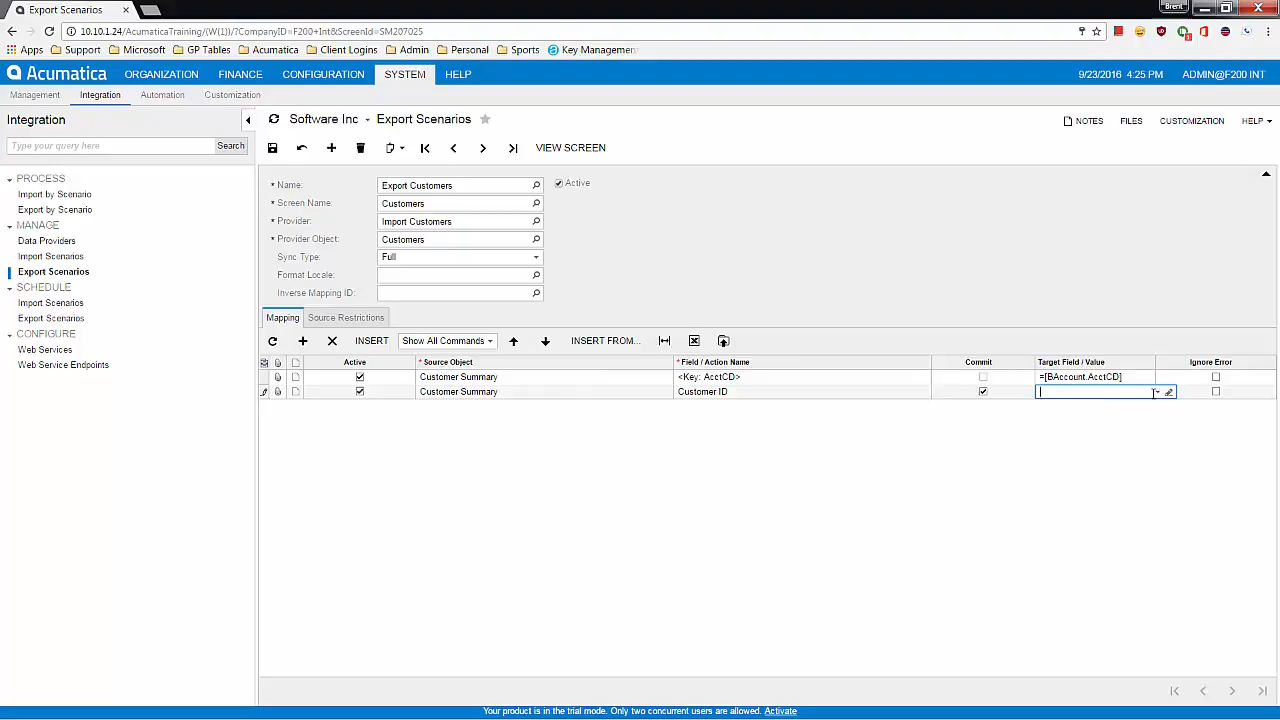 Export Scenarios
Brent
10.10.1.24/AcumaticaTraining/(W(1))/?CompanyID=F200+Int&ScreenId=SM207025
Apps Support Microsoft GP Tables Acumatica Client Logins Admin Personal Sports Key Managemen
Acumatica ORGANIZATION FINANCE CONFIGURATION SYSTEM HELP 9/23/2016 4:25 PM ADMIN@F200 INT
Management Integration Automation Customization
Integration
Type your query here Search
PROCESS
Import by Scenario
Export by Scenario
MANAGE
Data Providers
Import Scenarios
Export Scenarios
SCHEDULE
Import Scenarios
Export Scenarios
CONFIGURE
Web Services
Web Service Endpoints
Software Inc Export Scenarios
NOTES FILES CUSTOMIZATION HELP
VIEW SCREEN
* Name: Export Customers Active
* Screen Name: Customers
* Provider: Import Customers
* Provider Object: Customers
Sync Type: Full
Format Locale:
Inverse Mapping ID:
Mapping Source Restrictions
INSERT Show All Commands INSERT FROM...
Active * Source Object * Field / Action Name Commit Target Field / Value Ignore Error
Customer Summary <Key: AcctCD> =[BAccount.AcctCD]
Customer Summary Customer ID
Your product is in the trial mode. Only two concurrent users are allowed. Activate